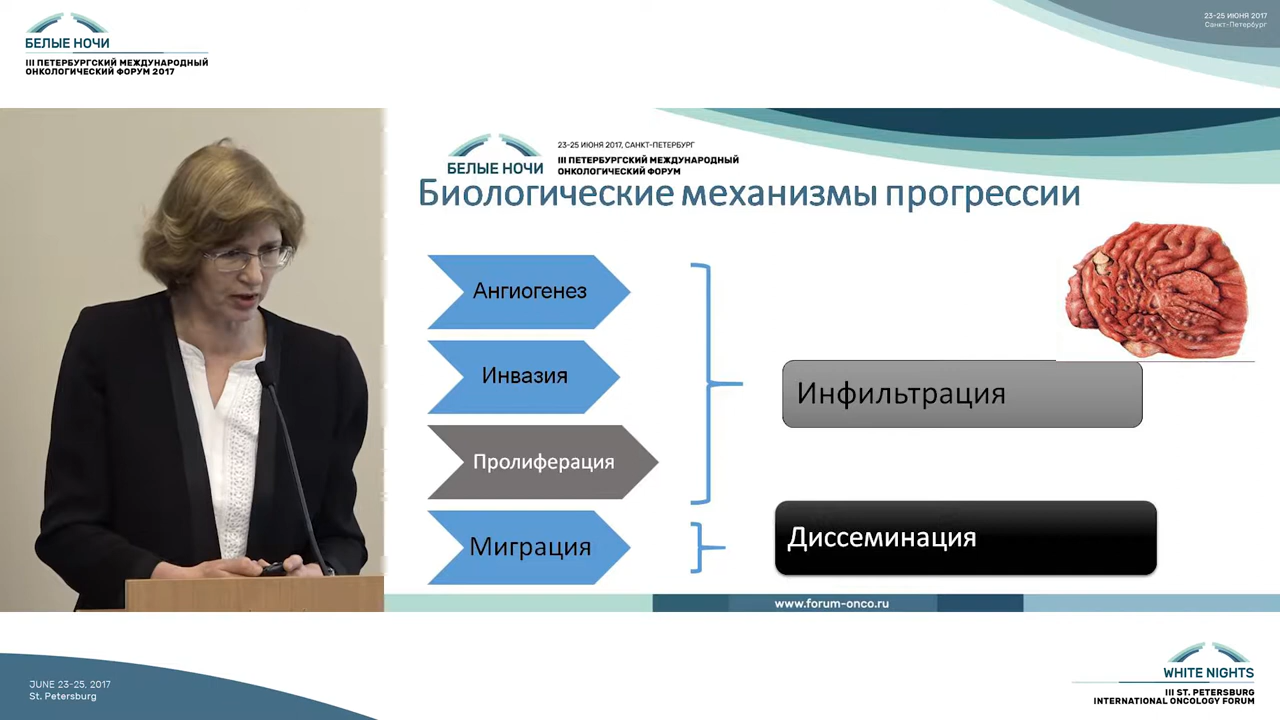 БЕЛЫЕ НОЧИ
III ПЕТЕРБУРГСКИЙ МЕЖДУНАРОДНЫЙ
ОНКОЛОГИЧЕСКИЙ ФОРУМ 2017
23-25 ИЮНЯ 2017
Санкт-Петербург
БЕЛЫЕ НОЧИ
23-25 ИЮНЯ 2017, САНКТ-ПЕТЕРБУРГ
III ПЕТЕРБУРГСКИЙ МЕЖДУНАРОДНЫЙ
ОНКОЛОГИЧЕСКИЙ ФОРУМ
Биологические механизмы прогрессии
Ангиогенез
Инвазия
Пролиферация
Миграция
Инфильтрация
Диссеминация
www.forum-onco.ru
JUNE 23-25, 2017
St. Petersburg
WHITE NIGHTS
III ST. PETERSBURG
INTERNATIONAL ONCOLOGY FORUM